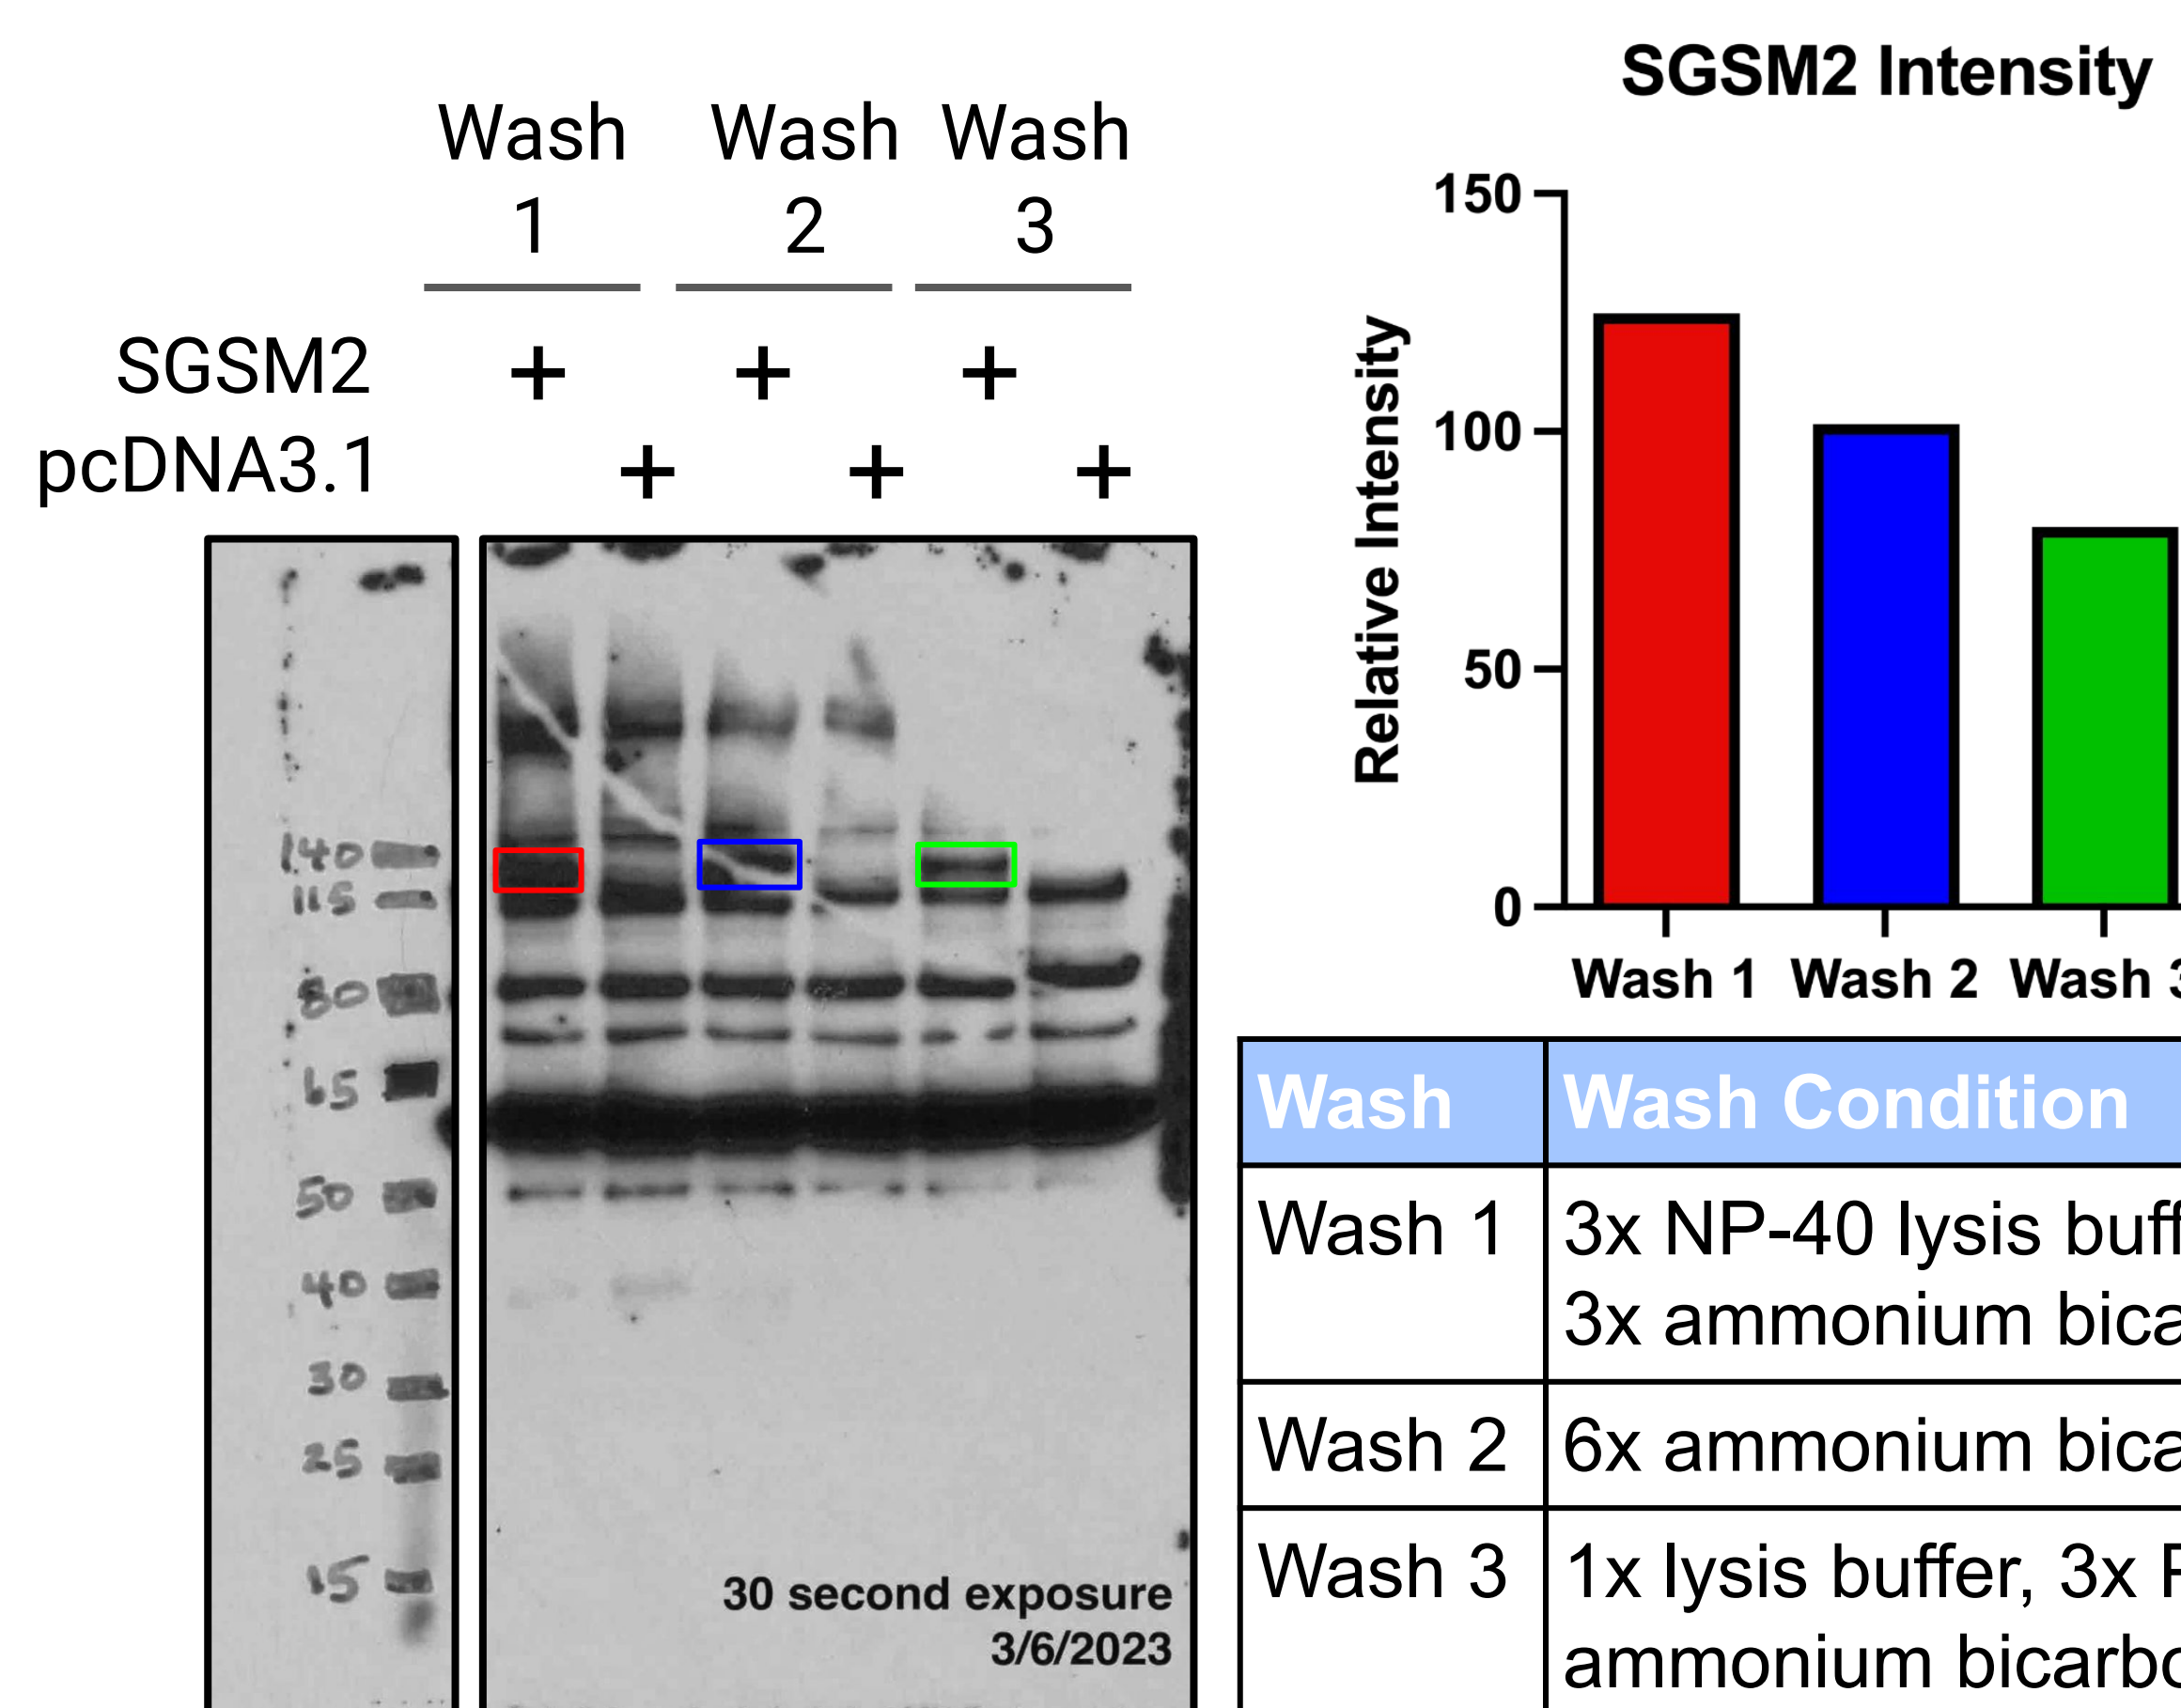 Wash Wash Wash
1 2 3
SGSM2 + + +
pcDNA3.1 + + +
140
115
80
65
50
40
30
25
15
30 second exposure
3/6/2023
SGSM2 Intensity
Relative Intensity
150
100
50
0
Wash 1 Wash 2 Wash 3
Wash Wash Condition
Wash 1 3x NP-40 lysis buff
3x ammonium bica
Wash 2 6x ammonium bica
Wash 3 1x lysis buffer, 3x
ammonium bicarbo